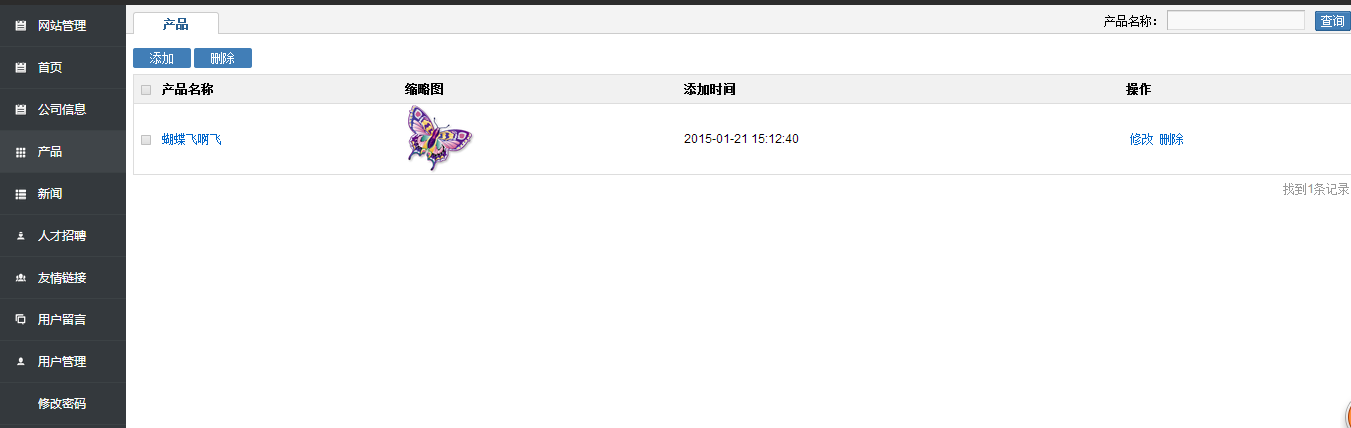 网站管理
首页
公司信息
产品
新闻
人才招聘
友情链接
用户留言
用户管理
修改密码
产品
产品名称： 查询
添加 删除
产品名称 缩略图 添加时间 操作
蝴蝶飞啊飞 2015-01-21 15:12:40 修改 删除
找到1条记录